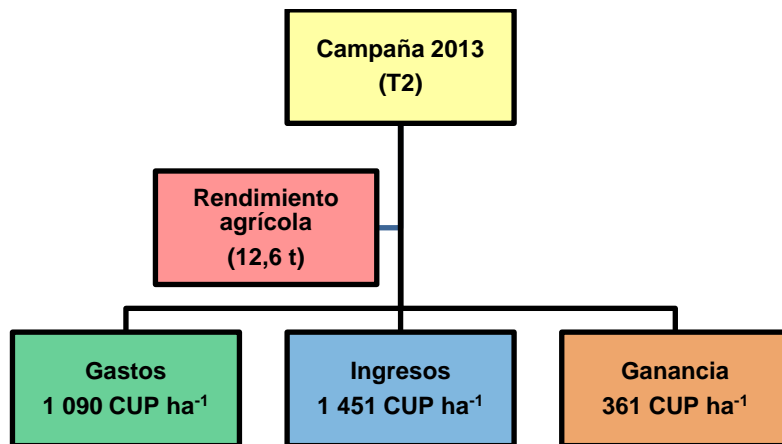 Campaña 2013
(T2)
Rendimiento
agrícola
(12,6 t)
Gastos
1 090 CUP ha⁻¹
Ingresos
1 451 CUP ha⁻¹
Ganancia
361 CUP ha⁻¹